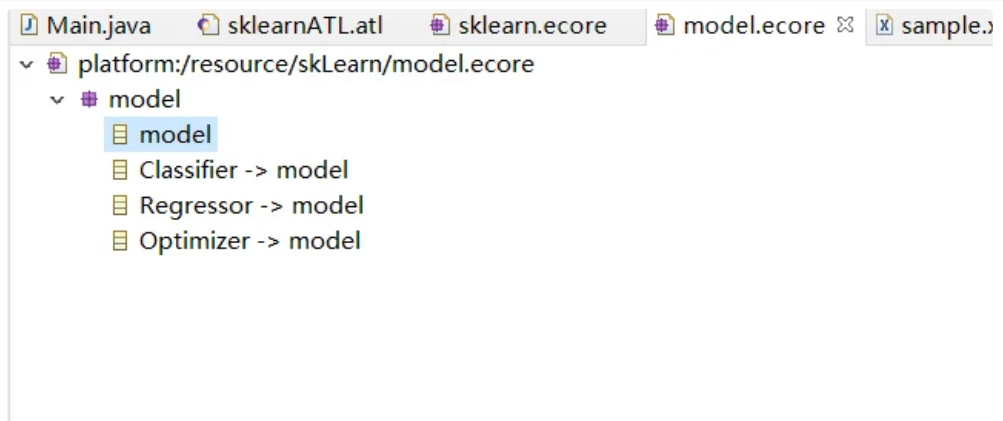 Main.java sklearnATL.atl sklearn.ecore model.ecore sample.x
platform:/resource/skLearn/model.ecore
model
model
Classifier -> model
Regressor -> model
Optimizer -> model